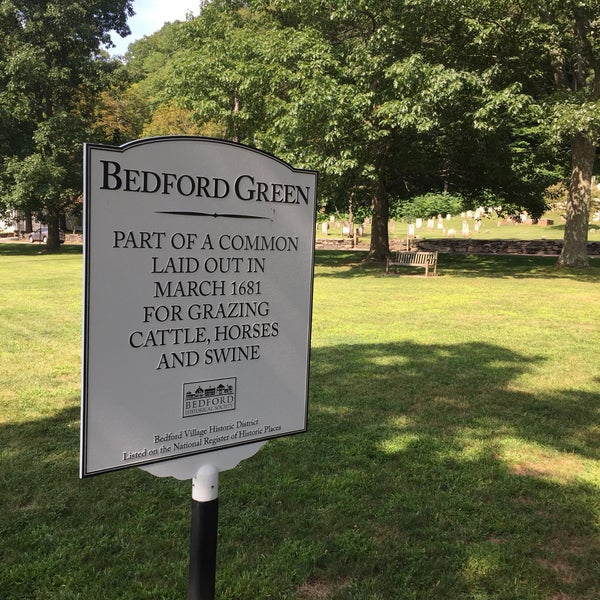 BEDFORD GREEN
PART OF A COMMON
LAID OUT IN
MARCH 1681
FOR GRAZING
CATTLE, HORSES
AND SWINE
BEDFORD
HISTORICAL SOCIETY
Bedford Village Historic District
Listed on the National Register of Historic Places